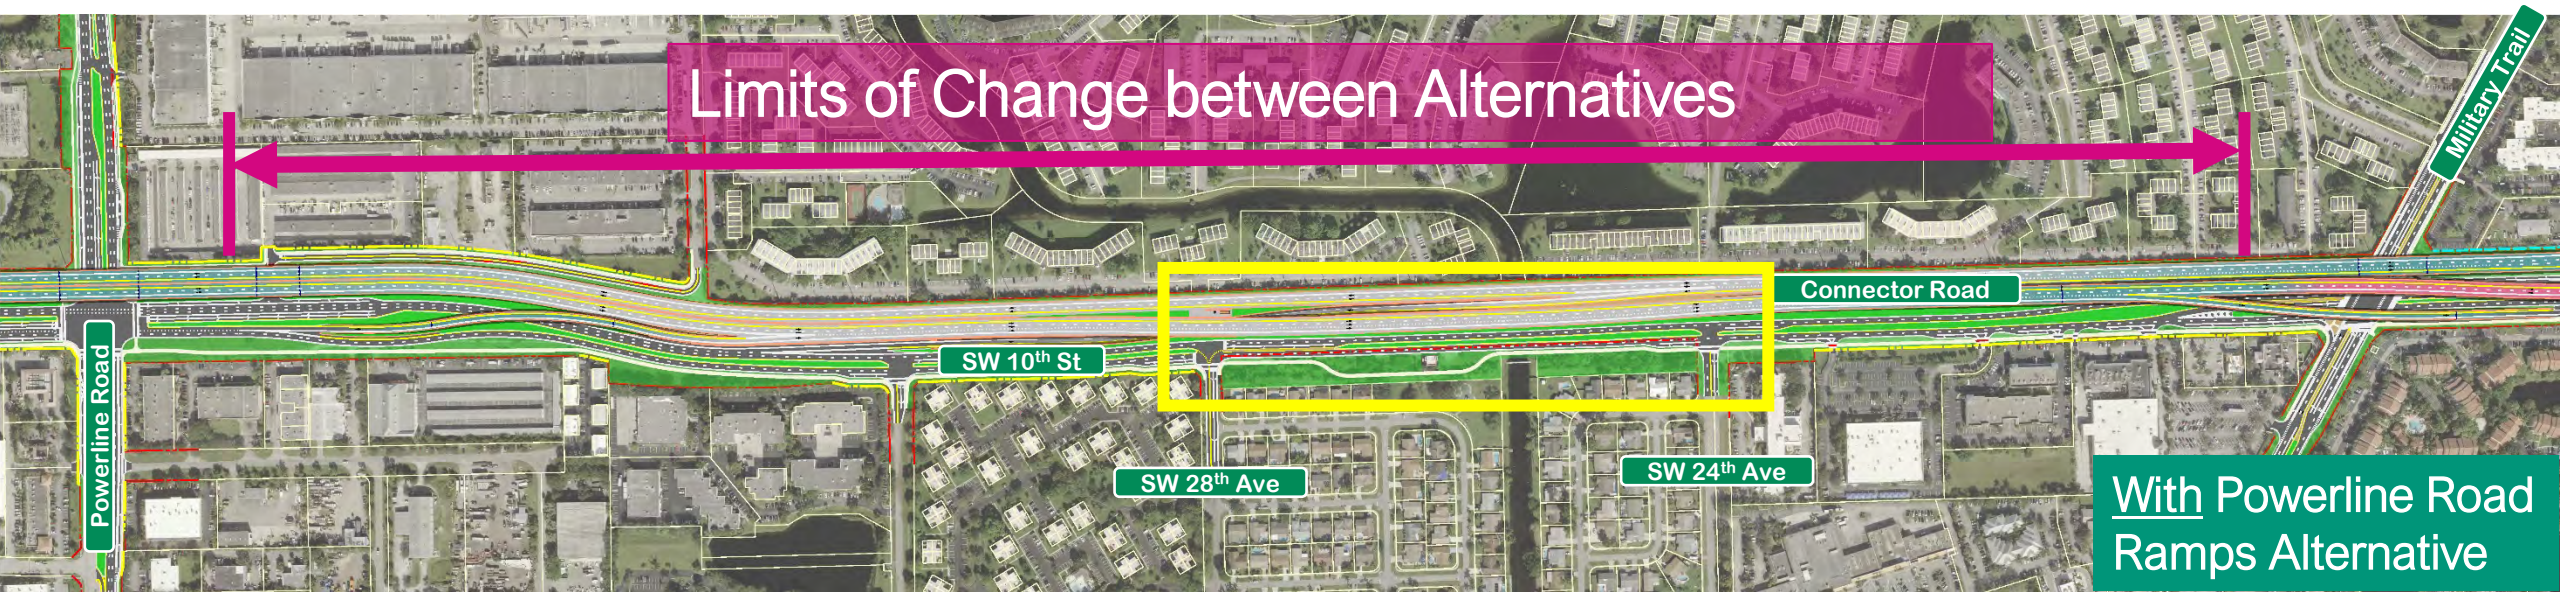 Limits of Change between Alternatives
Military Trail
Connector Road
SW 10th St
Powerline Road
SW 28th Ave
SW 24th Ave
With Powerline Road
Ramps Alternative